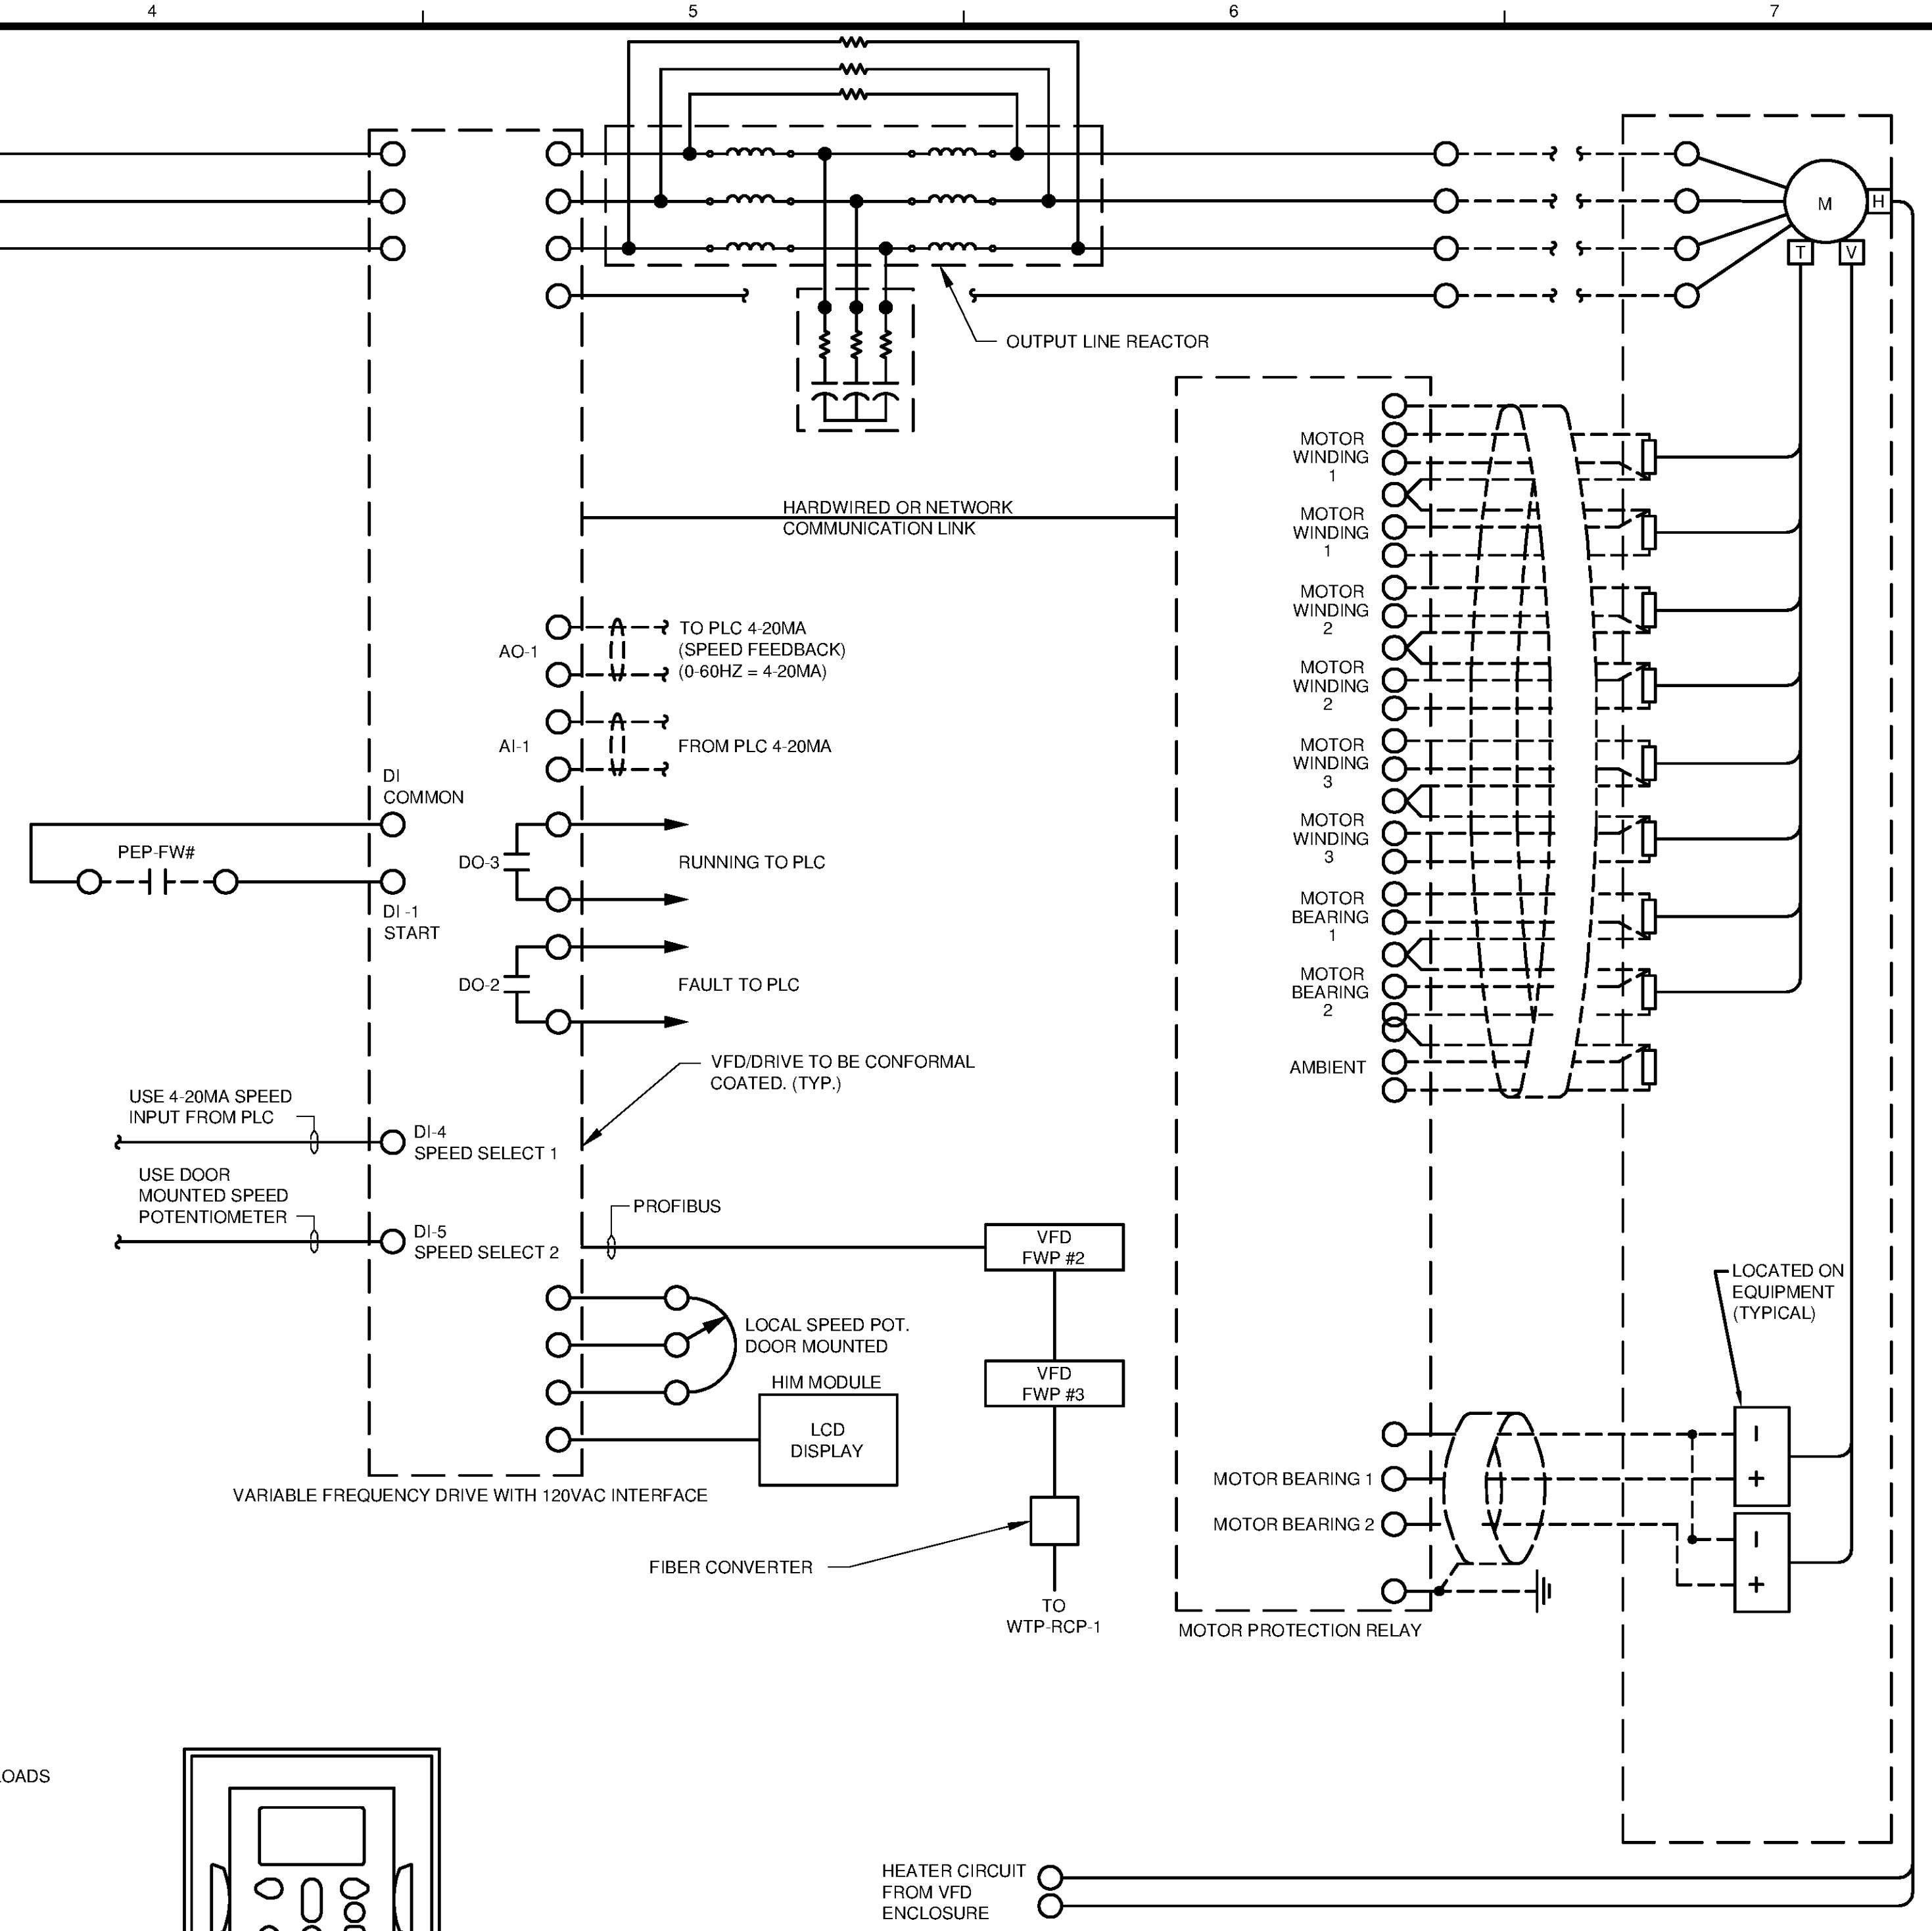 4 5 6 7
M
H
T V
OUTPUT LINE REACTOR
MOTOR
WINDING
1
HARDWIRED OR NETWORK
COMMUNICATION LINK
MOTOR
WINDING
1
MOTOR
WINDING
2
AO-1
TO PLC 4-20MA
(SPEED FEEDBACK)
(0-60HZ = 4-20MA)
MOTOR
WINDING
2
AI-1
FROM PLC 4-20MA
MOTOR
WINDING
3
DI
COMMON
PEP-FW#
DI -1
START
DO-3
RUNNING TO PLC
MOTOR
WINDING
3
MOTOR
BEARING
1
DO-2
FAULT TO PLC
MOTOR
BEARING
2
AMBIENT
VFD/DRIVE TO BE CONFORMAL
COATED. (TYP.)
USE 4-20MA SPEED
INPUT FROM PLC
DI-4
SPEED SELECT 1
USE DOOR
MOUNTED SPEED
POTENTIOMETER
DI-5
SPEED SELECT 2
PROFIBUS
VFD
FWP #2
LOCATED ON
EQUIPMENT
(TYPICAL)
LOCAL SPEED POT.
DOOR MOUNTED
VFD
FWP #3
HIM MODULE
LCD
DISPLAY
VARIABLE FREQUENCY DRIVE WITH 120VAC INTERFACE
MOTOR BEARING 1
MOTOR BEARING 2
-
+
-
+
FIBER CONVERTER
TO
WTP-RCP-1
MOTOR PROTECTION RELAY
LOADS
HEATER CIRCUIT
FROM VFD
ENCLOSURE